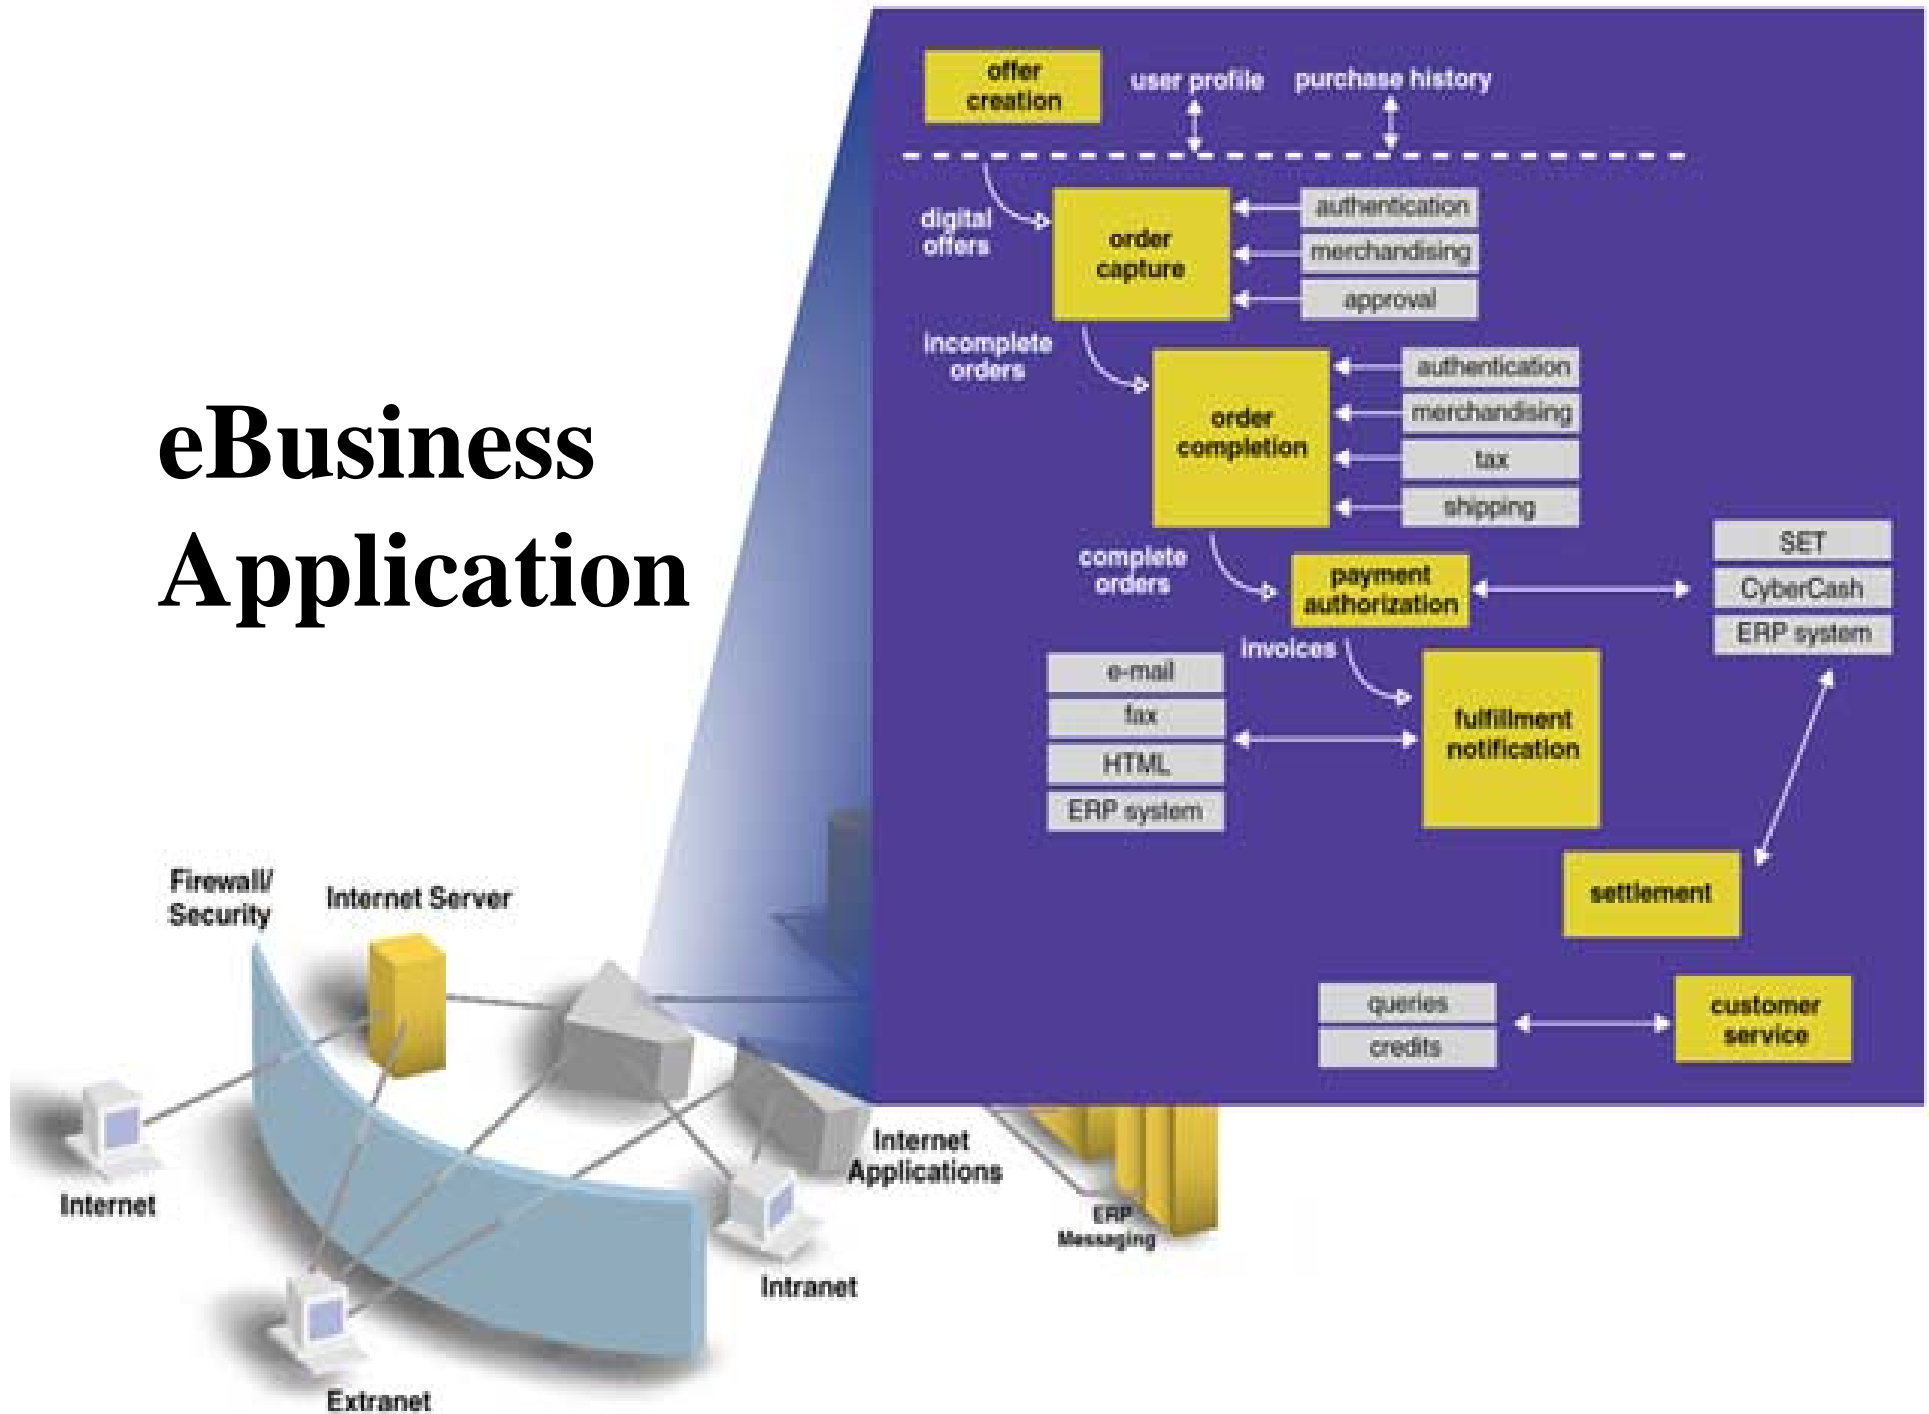 offer
creation
user profile
purchase history
digital
offers
order
capture
authentication
merchandising
approval
incomplete
orders
order
completion
authentication
merchandising
tax
shipping
eBusiness
Application
complete
orders
payment
authorization
SET
CyberCash
ERP system
invoices
e-mail
fax
HTML
ERP system
fulfillment
notification
settlement
queries
credits
customer
service
Firewall/
Security
Internet Server
Internet
Internet
Applications
ERP
Messaging
Intranet
Extranet